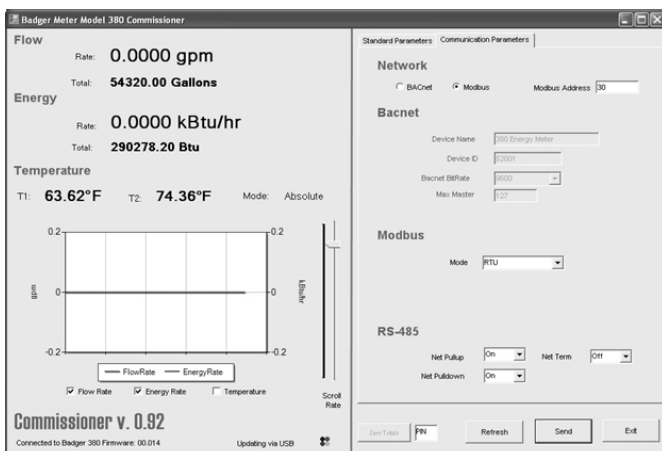 Badger Meter Model 380 Commissioner
Flow
Rate: 0.0000 gpm
Total: 54320.00 Gallons
Energy
Rate: 0.0000 kBtu/hr
Total: 290278.20 Btu
Temperature
T1: 63.62°F T2: 74.36°F Mode: Absolute
0.2 0.2
gpm 0 0 kBtu/hr
-0.2 -0.2
FlowRate EnergyRate
Flow Rate Energy Rate Temperature
Scroll
Rate
Commissioner v. 0.92
Connected to Badger 380 Firmware: 00.014 Updating via USB
Standard Parameters Communication Parameters
Network
BACnet Modbus Modbus Address 30
Bacnet
Device Name 380 Energy Meter
Device ID 52001
Bacnet BitRate 9600
Max Master 127
Modbus
Mode RTU
RS-485
Net Pullup On Net Term Off
Net Pulldown On
Zero Totals PIN Refresh Send Exit